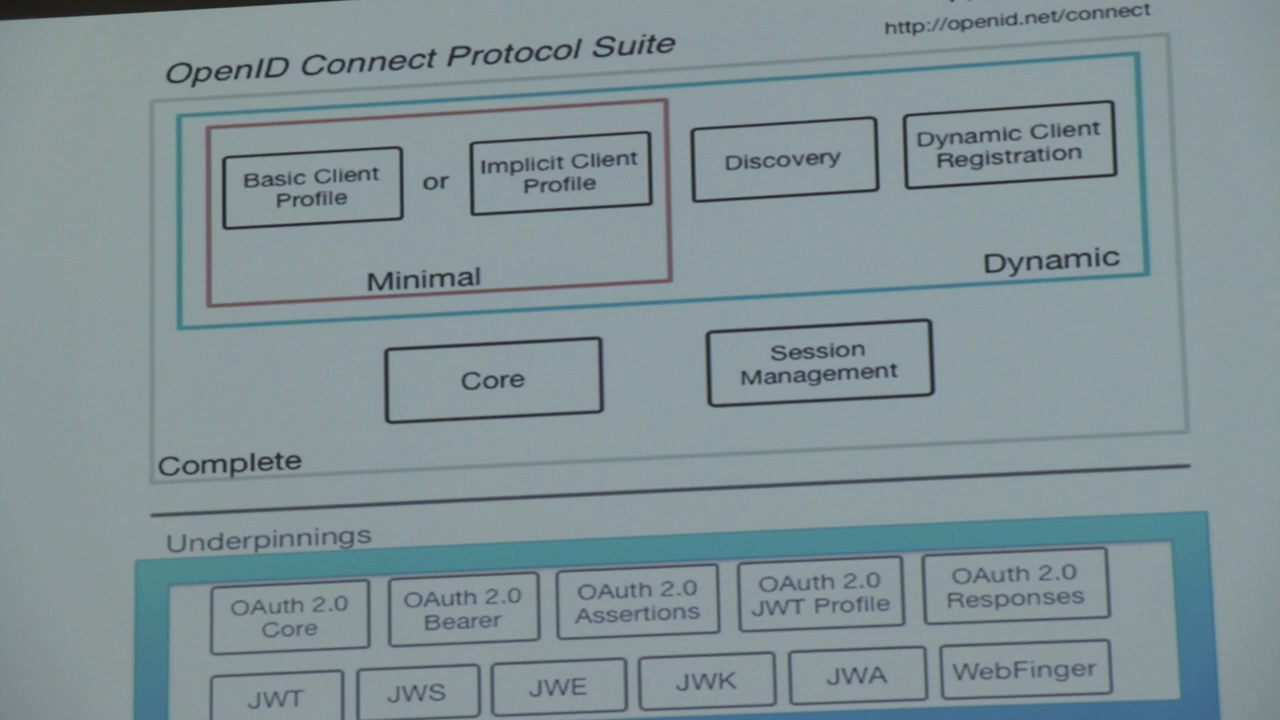 http://openid.net/connect
OpenID Connect Protocol Suite
Basic Client
Profile
or
Implicit Client
Profile
Discovery
Dynamic Client
Registration
Minimal
Dynamic
Core
Session
Management
Complete
Underpinnings
OAuth 2.0
Core
OAuth 2.0
Bearer
OAuth 2.0
Assertions
OAuth 2.0
JWT Profile
OAuth 2.0
Responses
JWT
JWS
JWE
JWK
JWA
WebFinger